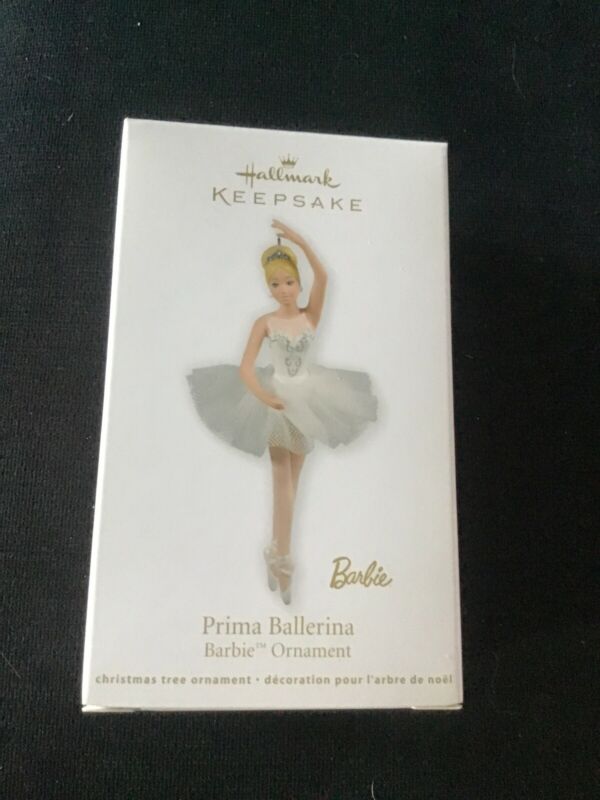 Hallmark
KEEPSAKE
Barbie
Prima Ballerina
Barbie™ Ornament
christmas tree ornament • décoration pour l'arbre de noël